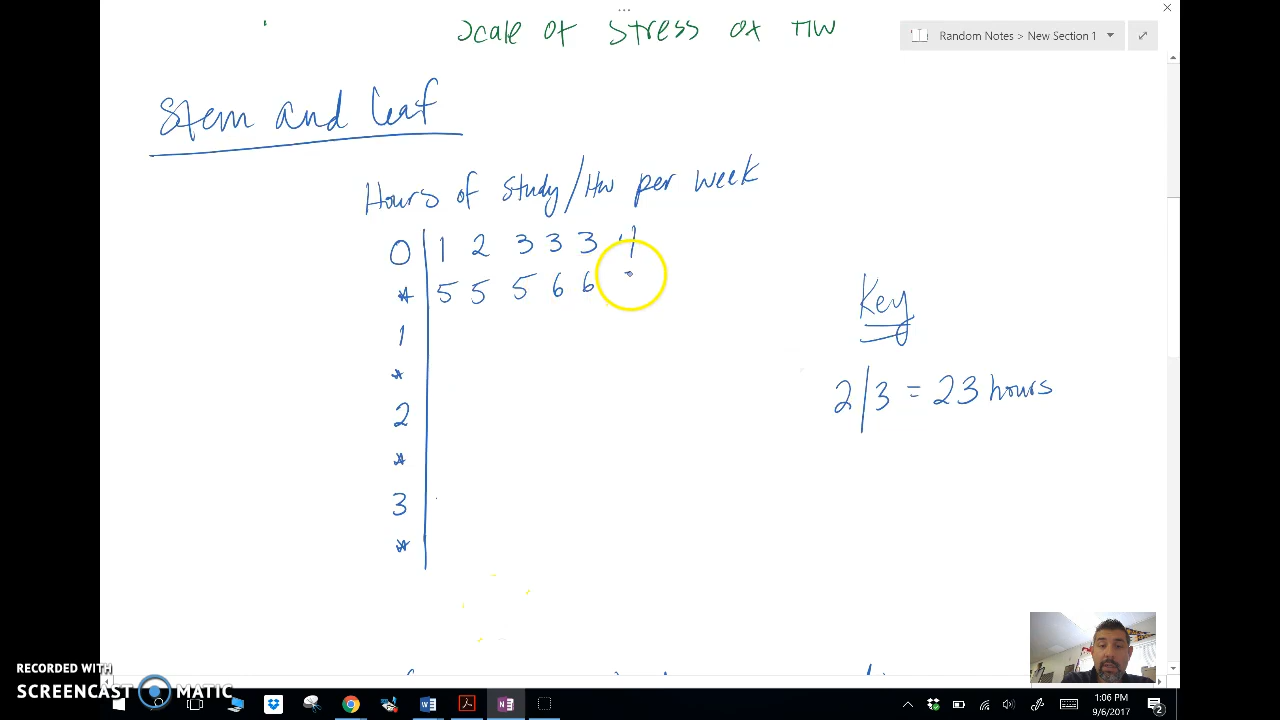 Scale of stress of HW
Random Notes > New Section 1
Stem and leaf
Hours of study/HW per week
0 | 1 2 3 3 3 4
* | 5 5 5 6 6
1
*
2
*
3
*
Key
2|3 = 23 hours
RECORDED WITH
SCREENCAST MATIC
1:06 PM
9/6/2017
2